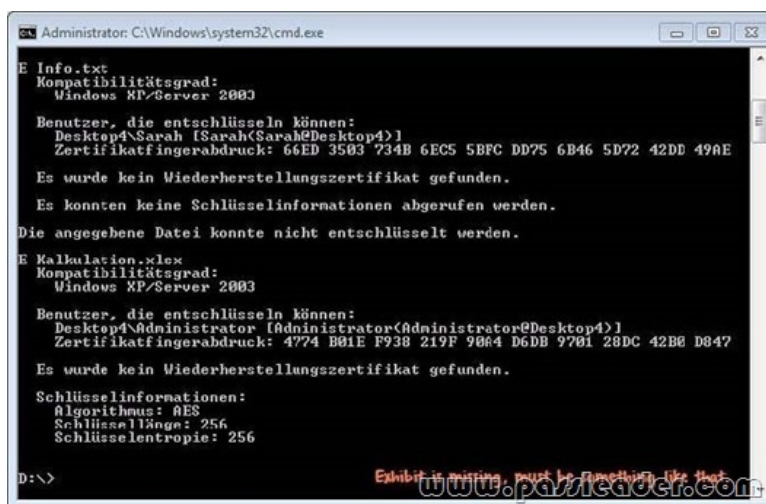 Administrator: C:\Windows\system32\cmd.exe
E Info.txt
Kompatibilitätsgrad:
Windows XP/Server 2003
Benutzer, die entschlüsseln können:
Desktop4\Sarah [Sarah(Sarah@Desktop4)]
Zertifikatfingerabdruck: 66ED 3503 734B 6EC5 5BFC DD75 6B46 5D72 42DD 49AE
Es wurde kein Wiederherstellungszertifikat gefunden.
Es konnten keine Schlüsselinformationen abgerufen werden.
Die angegebene Datei konnte nicht entschlüsselt werden.
E Kalkulation.xlsx
Kompatibilitätsgrad:
Windows XP/Server 2003
Benutzer, die entschlüsseln können:
Desktop4\Administrator [Administrator(Administrator@Desktop4)]
Zertifikatfingerabdruck: 4774 B01E F938 219F 90A4 D6DB 9701 28DC 42B0 D847
Es wurde kein Wiederherstellungszertifikat gefunden.
Schlüsselinformationen:
Algorithmus: AES
Schlüssellänge: 256
Schlüsselentropie: 256
D:\>
Exhibit is missing, must be something like that
www.passleader.com